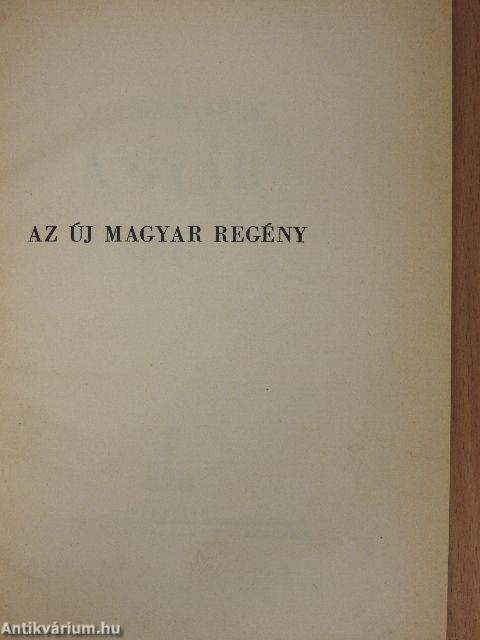 AZ ÚJ MAGYAR REGÉNY
Antikvárium.hu